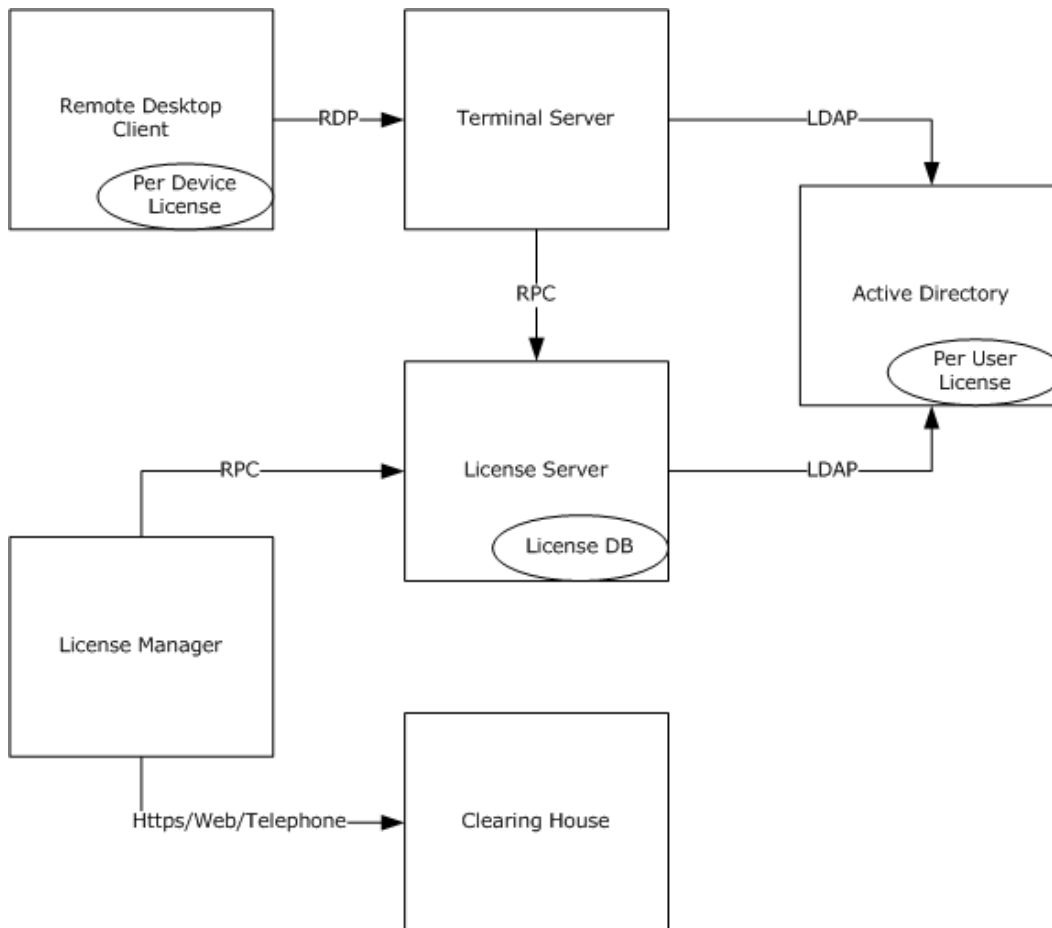 Remote Desktop
Client
Per Device
License
RDP
Terminal Server
LDAP
RPC
Active Directory
Per User
License
RPC
License Server
LDAP
License DB
License Manager
Https/Web/Telephone
Clearing House